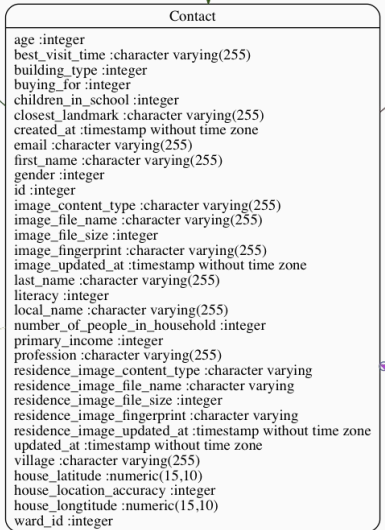 Contact
age :integer
best_visit_time :character varying(255)
building_type :integer
buying_for :integer
children_in_school :integer
closest_landmark :character varying(255)
created_at :timestamp without time zone
email :character varying(255)
first_name :character varying(255)
gender :integer
id :integer
image_content_type :character varying(255)
image_file_name :character varying(255)
image_file_size :integer
image_fingerprint :character varying(255)
image_updated_at :timestamp without time zone
last_name :character varying(255)
literacy :integer
local_name :character varying(255)
number_of_people_in_household :integer
primary_income :integer
profession :character varying(255)
residence_image_content_type :character varying
residence_image_file_name :character varying
residence_image_file_size :integer
residence_image_fingerprint :character varying
residence_image_updated_at :timestamp without time zone
updated_at :timestamp without time zone
village :character varying(255)
house_latitude :numeric(15,10)
house_location_accuracy :integer
house_longtitude :numeric(15,10)
ward_id :integer